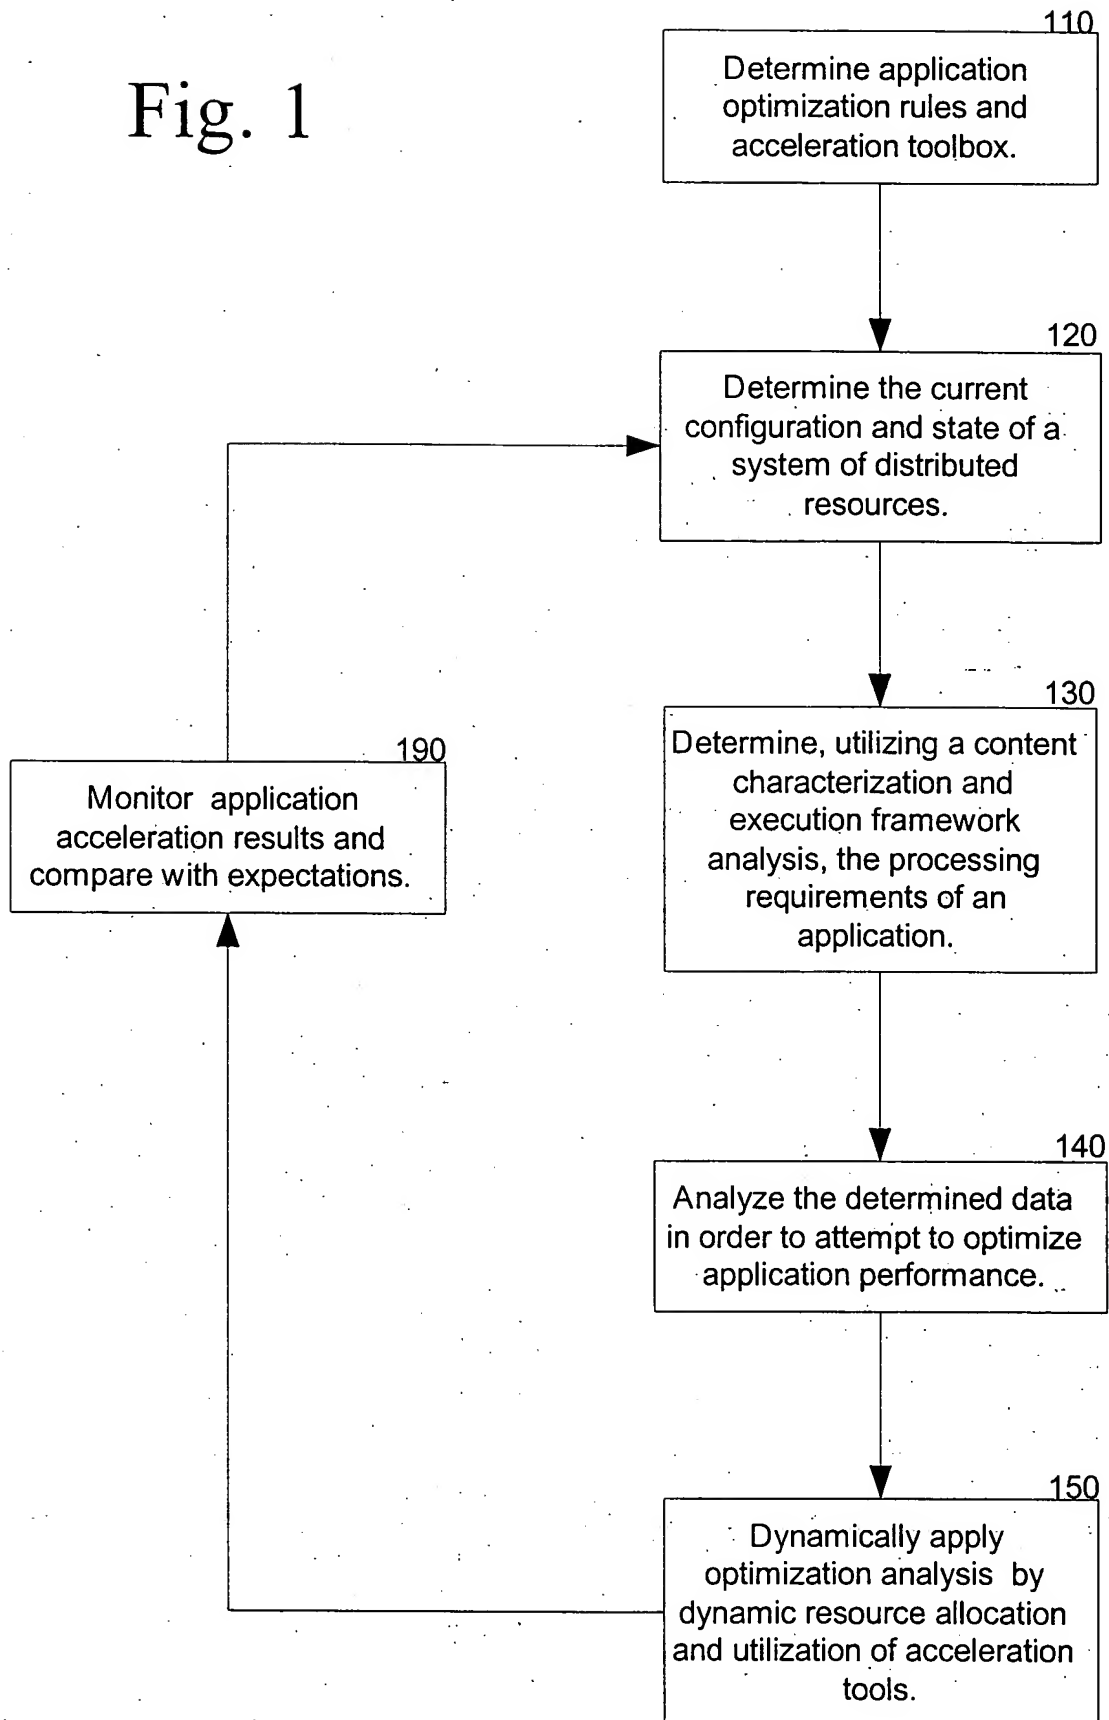 Fig. 1
110
Determine application
optimization rules and
acceleration toolbox.
120
Determine the current
configuration and state of a
system of distributed
resources.
130
Determine, utilizing a content
characterization and
execution framework
analysis, the processing
requirements of an
application.
190
Monitor application
acceleration results and
compare with expectations.
140
Analyze the determined data
in order to attempt to optimize
application performance.
150
Dynamically apply
optimization analysis by
dynamic resource allocation
and utilization of acceleration
tools.